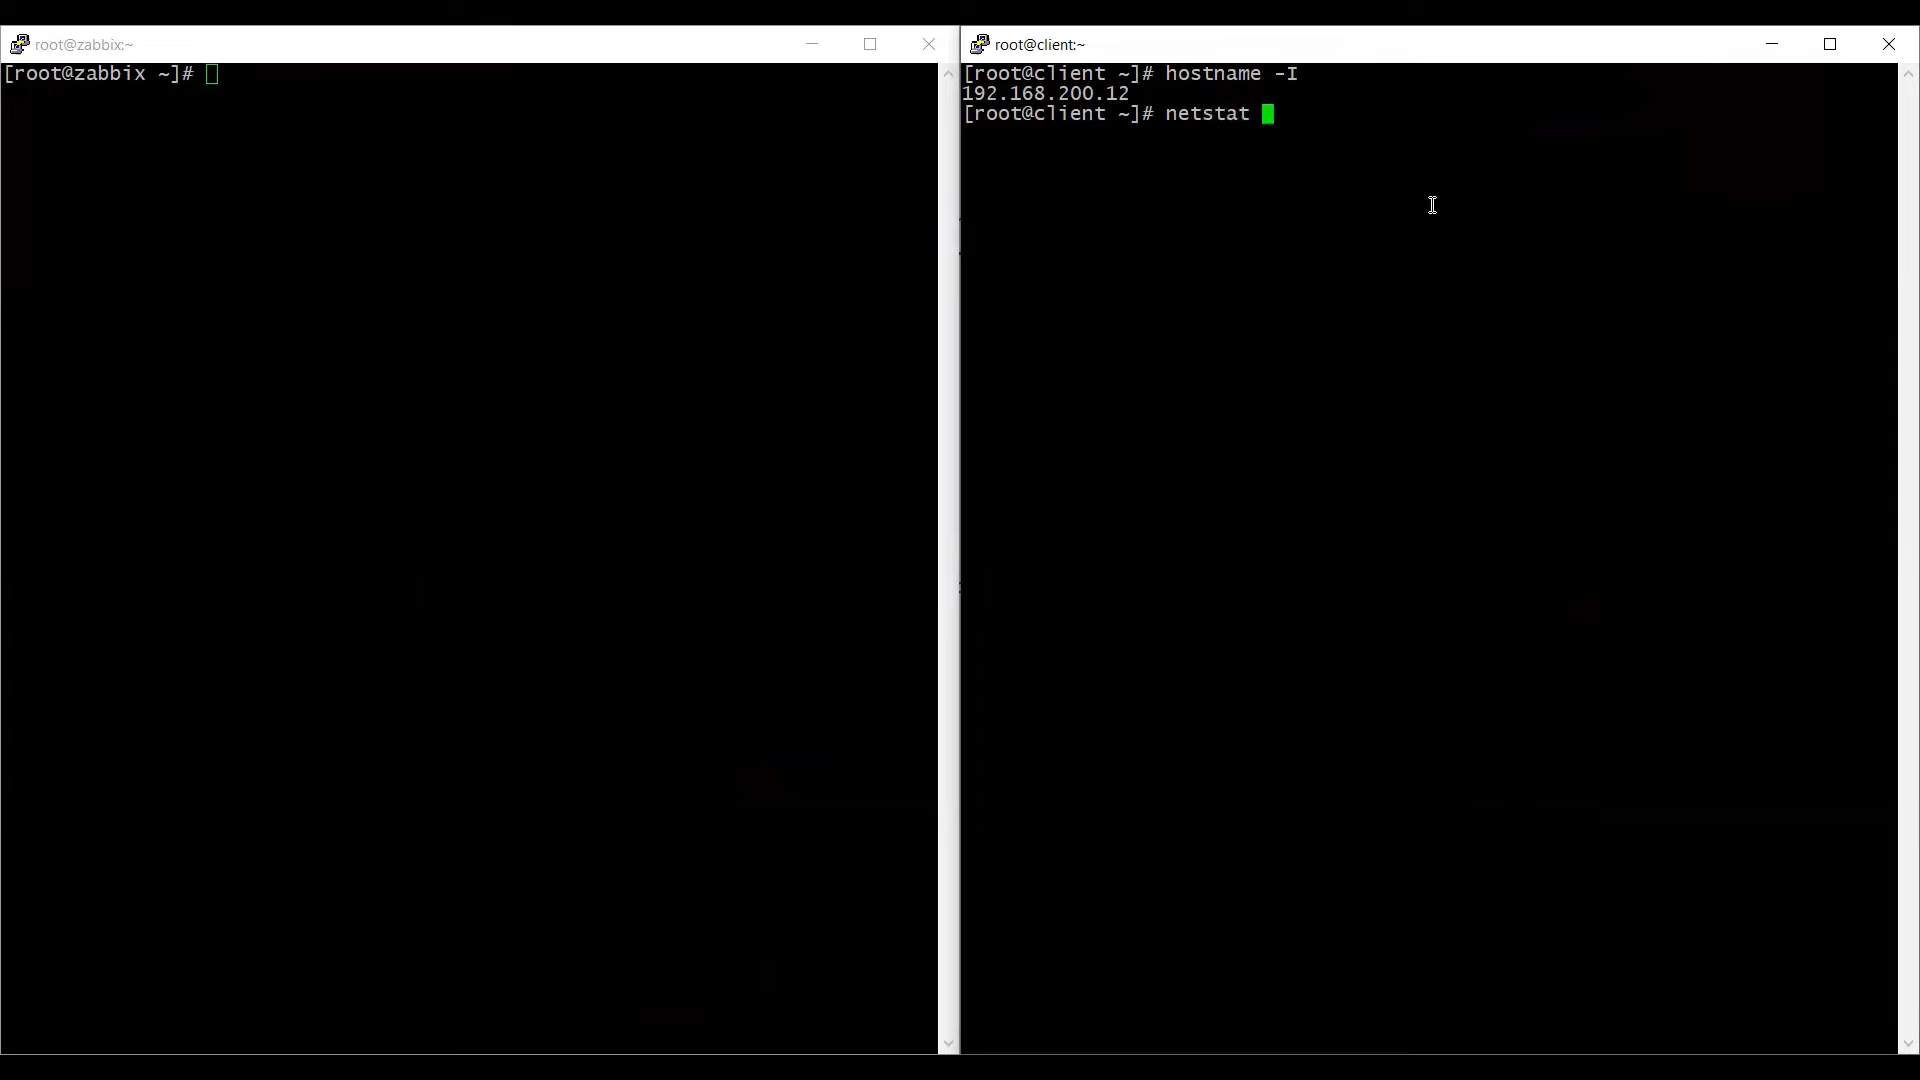 root@zabbix:~
[root@zabbix ~]#
root@client:~
[root@client ~]# hostname -I
192.168.200.12
[root@client ~]# netstat